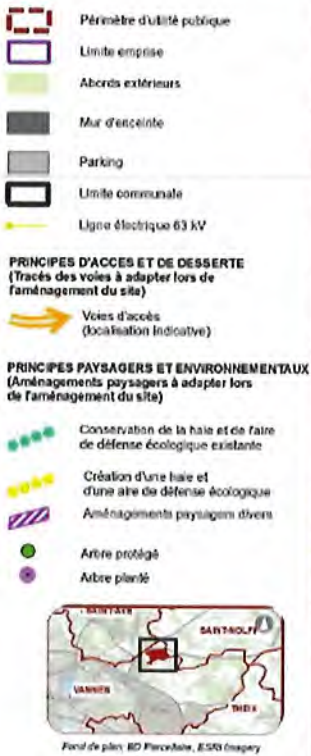 Périmètre d'utilité publique
Limite emprise
Abords extérieurs
Mur d'enceinte
Parking
Limite communale
Ligne électrique 63 kV
PRINCIPES D'ACCES ET DE DESSERTE
(Tracés des voies à adapter lors de
l'aménagement du site)
Voies d'accès
(localisation indicative)
PRINCIPES PAYSAGERS ET ENVIRONNEMENTAUX
(Aménagements paysagers à adapter lors
de l'aménagement du site)
Conservation de la haie et de l'aire
de défense écologique existante
Création d'une haie et
d'une aire de défense écologique
Aménagements paysagers divers
Arbre protégé
Arbre planté
SAINT-AVE
SAINT-NOLFF
VANNES
THEIX
Fond de plan: BD Parcellaire, ESRI Imagery